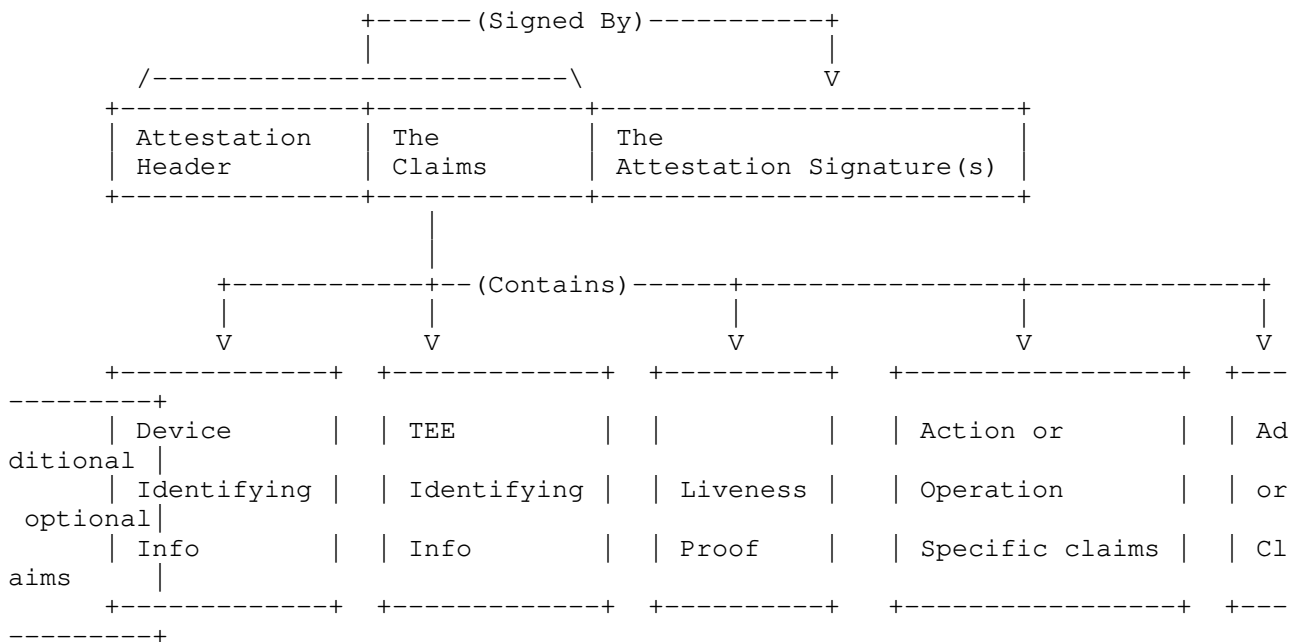 +------(Signed By)-----------+
|                            |
/--------------------------\               V
+---------------+-------------+--------------------------+
| Attestation   | The         | The                      |
| Header        | Claims      | Attestation Signature(s) |
+---------------+-------------+--------------------------+
|
|
+------------+--(Contains)------+-----------------+--------------+
|            |                  |                 |              |
V            V                  V                 V              V
+-------------+  +-------------+  +----------+   +-----------------+  +---
---------+
| Device      |  | TEE         |  |          |   | Action or       |  | Ad
ditional |
| Identifying |  | Identifying |  | Liveness |   | Operation       |  | or
optional|
| Info        |  | Info        |  | Proof    |   | Specific claims |  | Cl
aims     |
+-------------+  +-------------+  +----------+   +-----------------+  +---
---------+